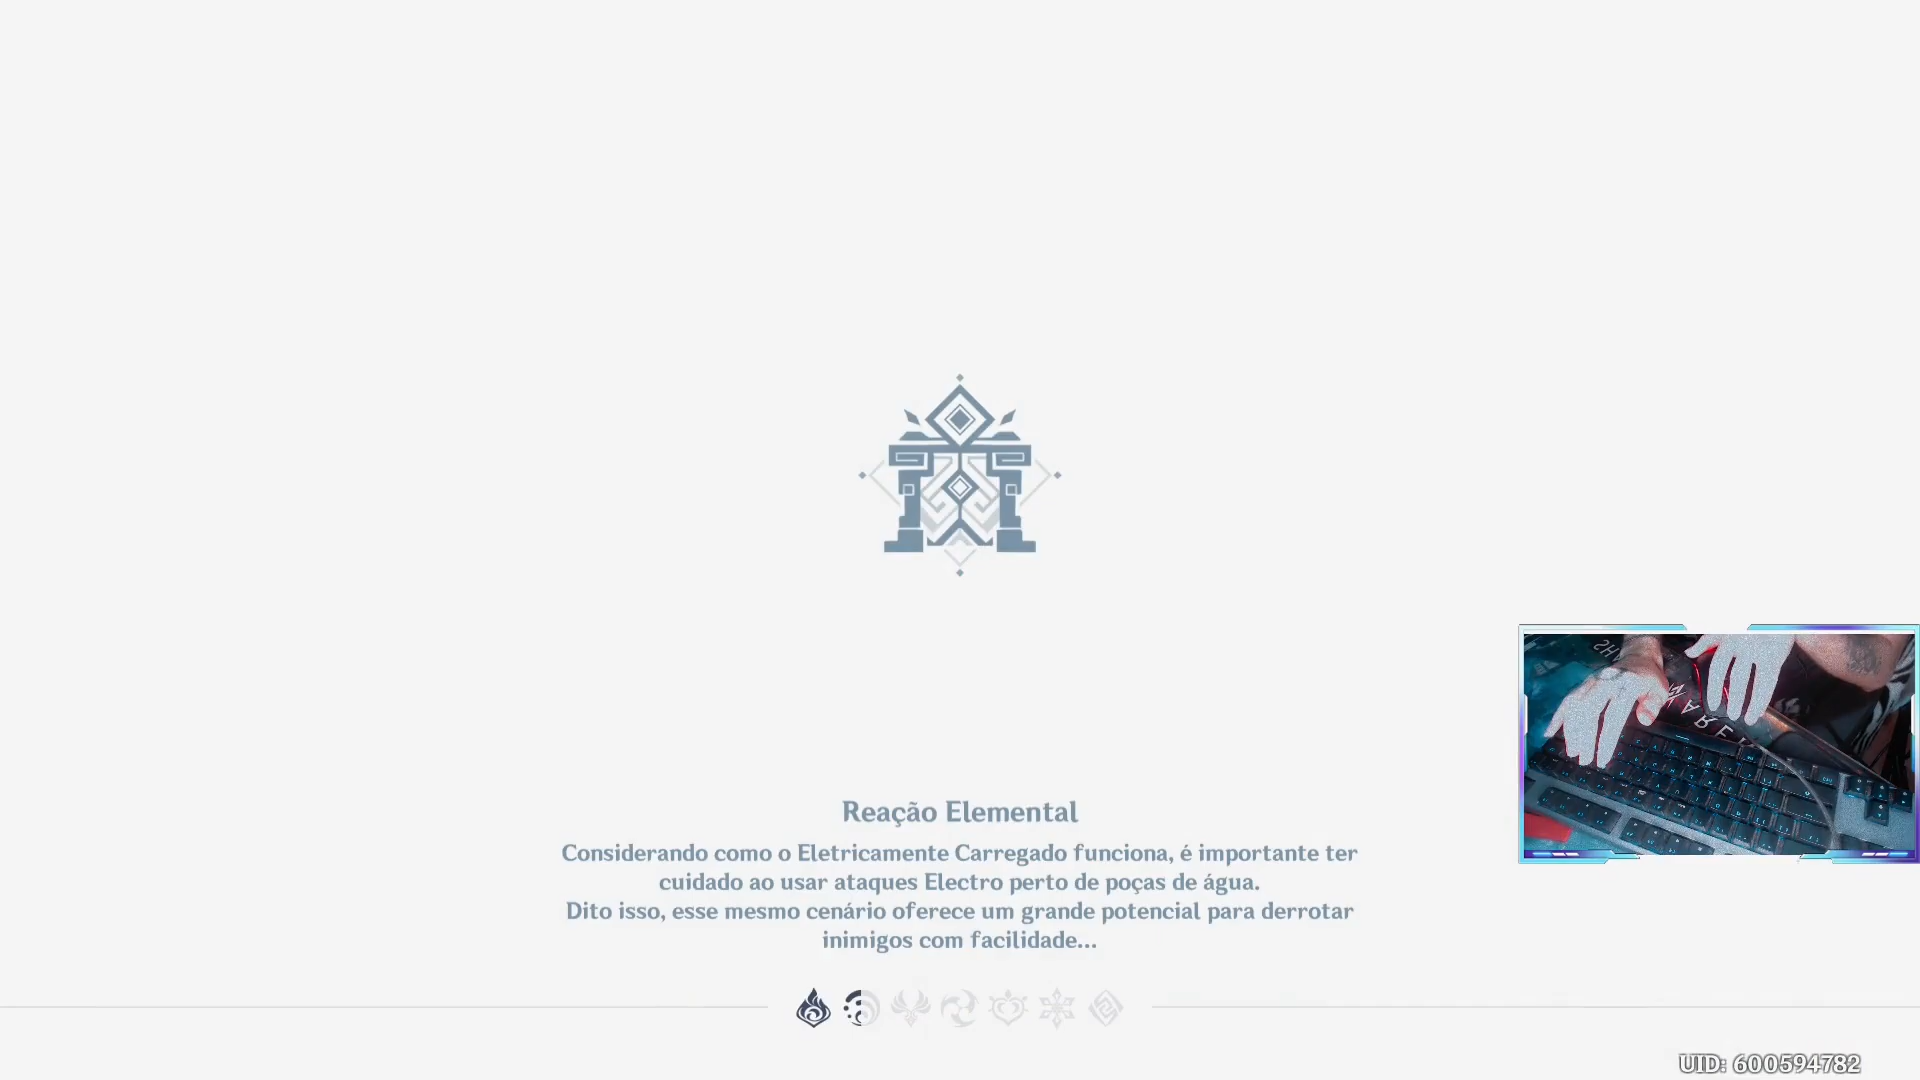 Reação Elemental
Considerando como o Eletricamente Carregado funciona, é importante ter
cuidado ao usar ataques Electro perto de poças de água.
Dito isso, esse mesmo cenário oferece um grande potencial para derrotar
inimigos com facilidade...
UID: 600594782